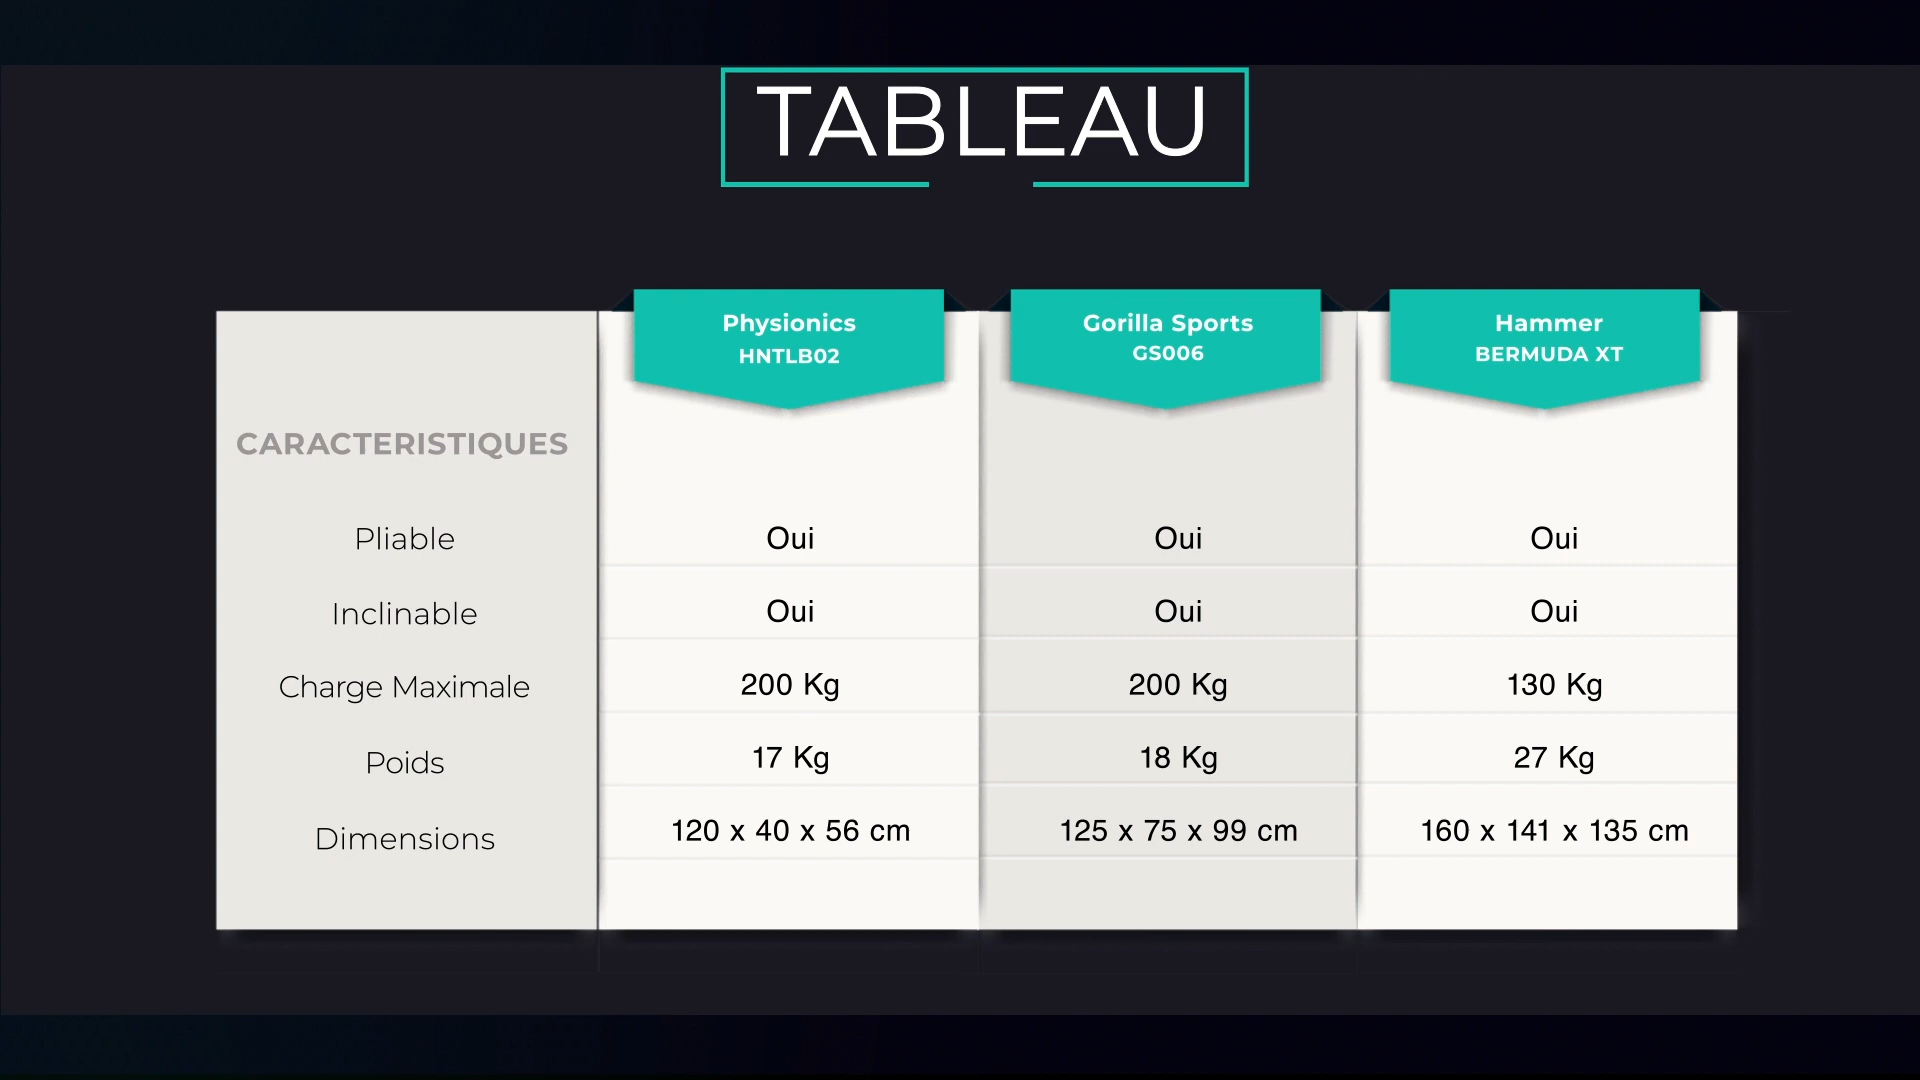 TABLEAU
Physionics
HNTLB02
Gorilla Sports
GS006
Hammer
BERMUDA XT
CARACTERISTIQUES
Pliable Oui Oui Oui
Inclinable Oui Oui Oui
Charge Maximale 200 Kg 200 Kg 130 Kg
Poids 17 Kg 18 Kg 27 Kg
Dimensions 120 x 40 x 56 cm 125 x 75 x 99 cm 160 x 141 x 135 cm